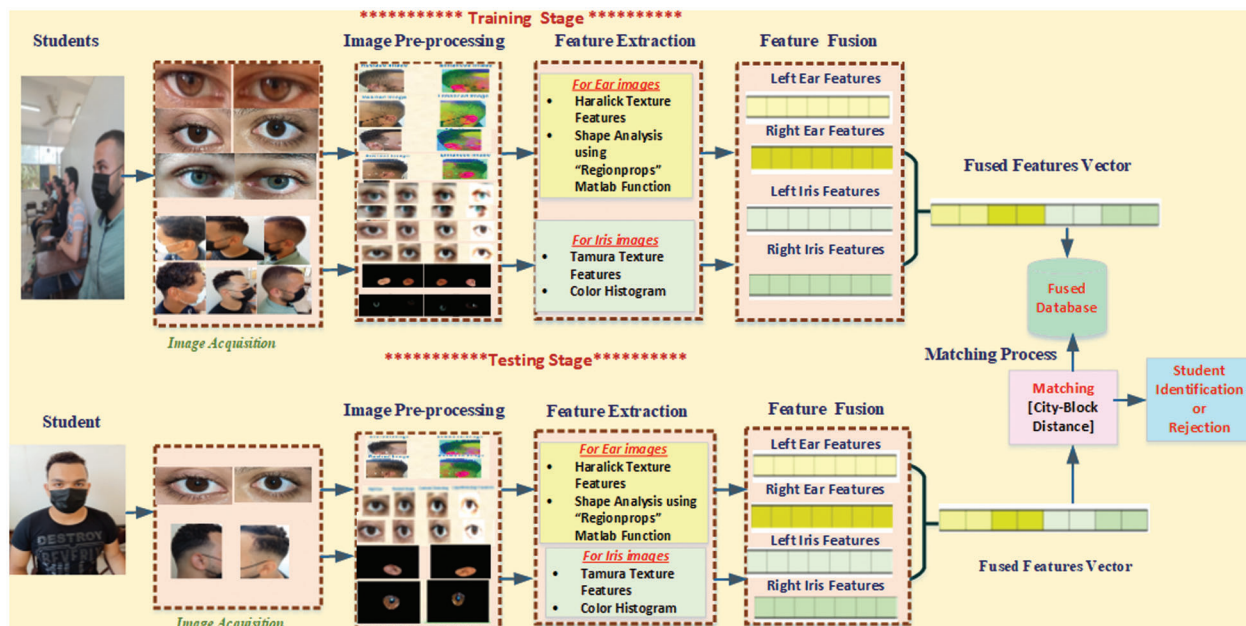 *********** Training Stage **********
Students
Image Pre-processing
Feature Extraction
Feature Fusion
For Ear images
• Haralick Texture
Features
• Shape Analysis
using
“Regionprops”
Matlab Function
For Iris images
• Tamura Texture
Features
• Color Histogram
Left Ear Features
Right Ear Features
Left Iris Features
Right Iris Features
Fused Features Vector
Fused
Database
Image Acquisition
***********Testing Stage**********
Matching Process
Matching
[City-Block
Distance]
Student
Identification
or
Rejection
Student
Image Pre-processing
Feature Extraction
Feature Fusion
DESTROY
For Ear images
• Haralick Texture
Features
• Shape Analysis using
“Regionprops”
Matlab Function
For Iris images
• Tamura Texture
Features
• Color Histogram
Left Ear Features
Right Ear Features
Left Iris Features
Right Iris Features
Fused Features Vector
Image Acquisition